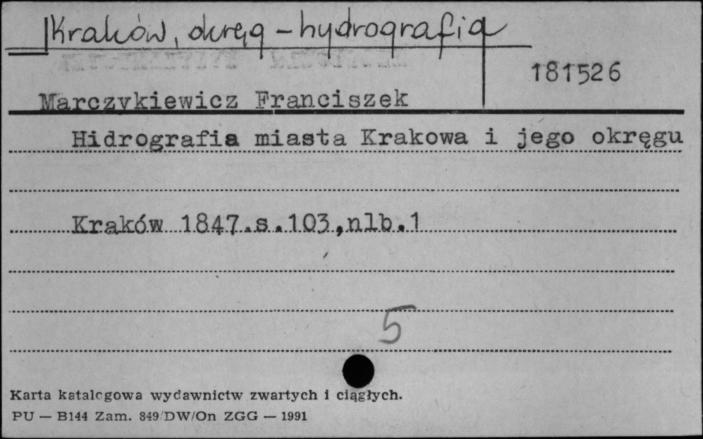 Kraków, okręg - hydrografia
181526
Marczykiewicz Franciszek
Hidrografia miasta Krakowa i jego okręgu
Kraków 1847.s.103,nlb.1
5
Karta katalogowa wydawnictw zwartych i ciągłych.
PU — B144 Zam. 849/DW/On ZGG — 1991